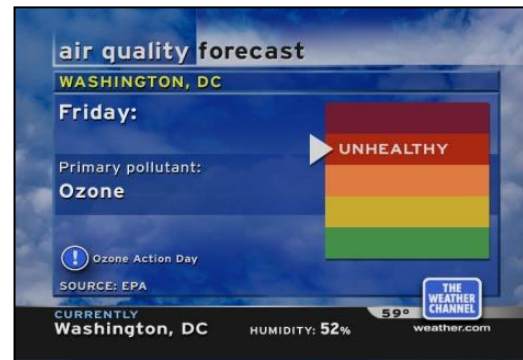 air quality forecast
WASHINGTON, DC
Friday:
UNHEALTHY
Primary pollutant:
Ozone
! Ozone Action Day
SOURCE: EPA
THE
WEATHER
CHANNEL
CURRENTLY
59°
Washington, DC HUMIDITY: 52% weather.com